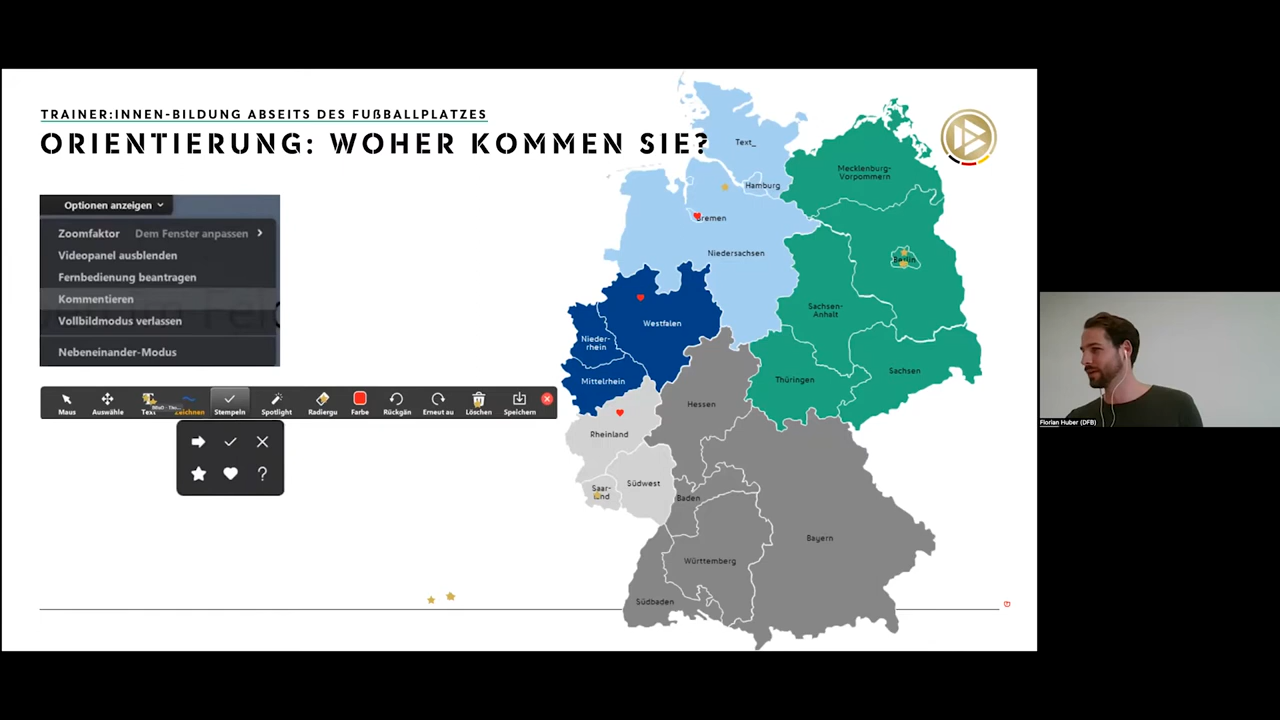 TRAINER:INNEN-BILDUNG ABSEITS DES FUẞBALLPLATZES
ORIENTIERUNG: WOHER KOMMEN SIE?
Optionen anzeigen
Zoomfaktor Dem Fenster anpassen
Videopanel ausblenden
Fernbedienung beantragen
Kommentieren
Vollbildmodus verlassen
Nebeneinander-Modus
Maus Auswähle Text Zeichnen Stempeln Spotlight Radiergu Farbe Rückgän Erneut au Löschen Speichern
Text_
Hamburg
Mecklenburg-
Vorpommern
Bremen
Niedersachsen
Berlin
Sachsen-
Anhalt
Westfalen
Nieder-
rhein
Mittelrhein
Thüringen
Sachsen
Hessen
Rheinland
Saar-
land
Südwest
Baden
Bayern
Württemberg
Südbaden
Florian Huber (DFB)